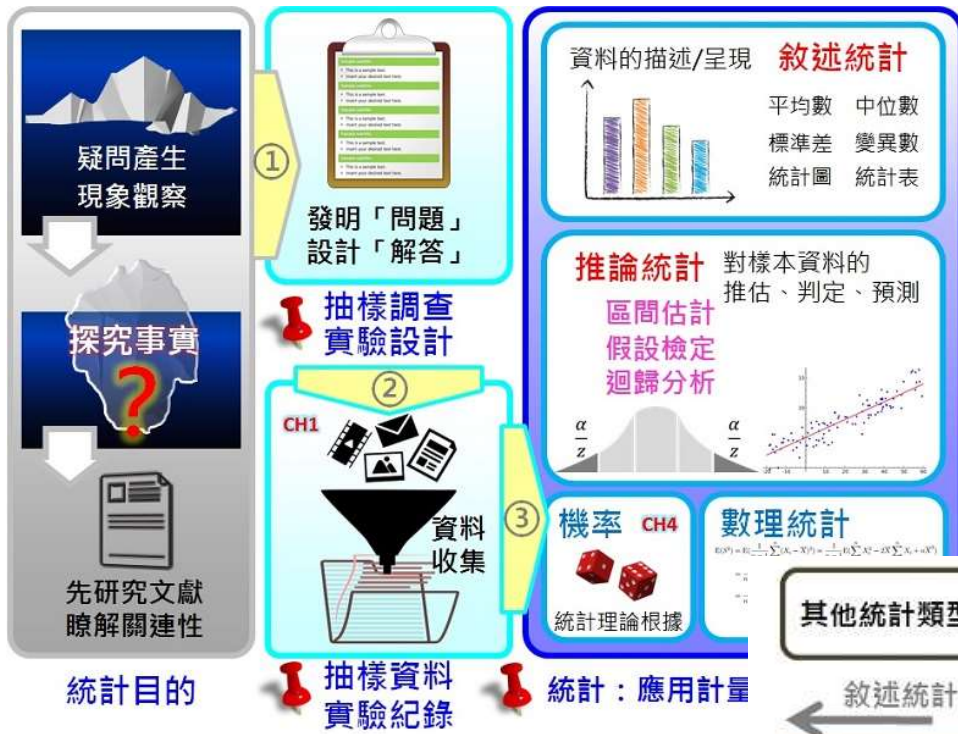 疑問產生
現象觀察
探究事實
?
先研究文獻
瞭解關連性
統計目的
①
發明「問題」
設計「解答」
抽樣調查
實驗設計
②
CH1
資料
收集
抽樣資料
實驗紀錄
③
資料的描述/呈現
敘述統計
平均數 中位數
標準差 變異數
統計圖 統計表
推論統計
對樣本資料的
推估、判定、預測
區間估計
假設檢定
迴歸分析
α/z
α/z
機率 CH4
統計理論根據
數理統計
統計：應用計量
其他統計類型
敘述統計